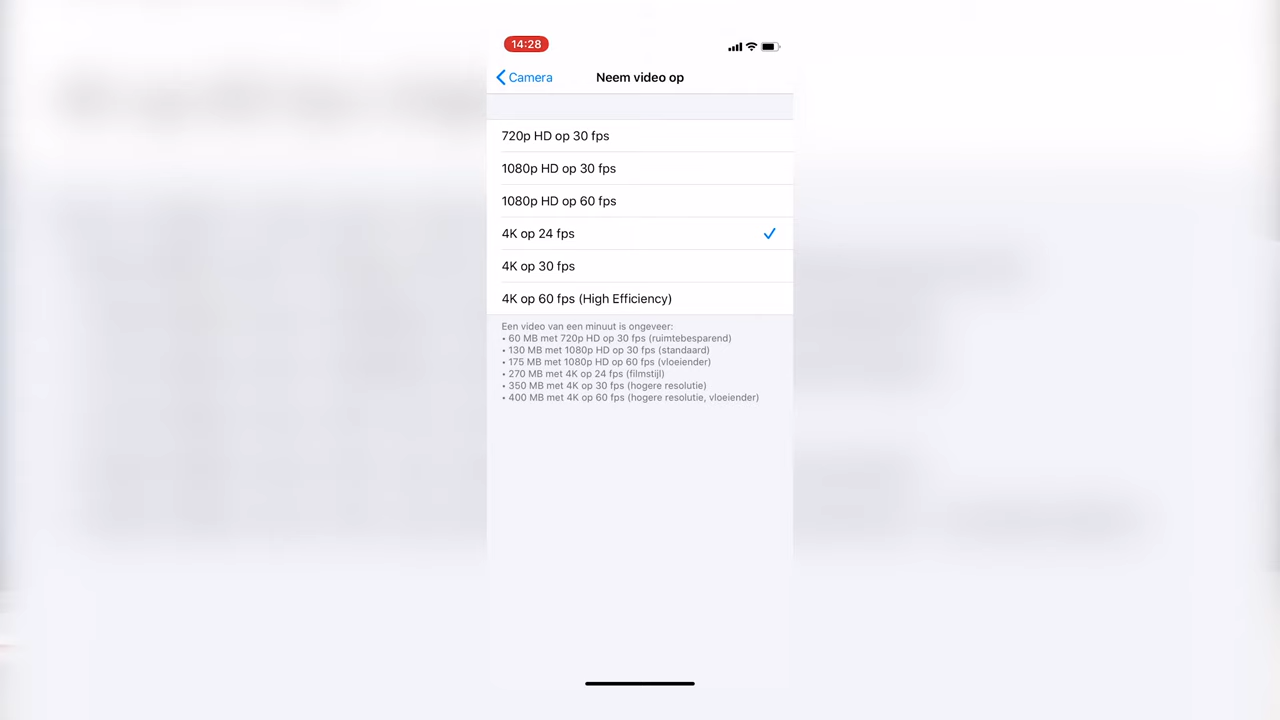 14:28
Camera
Neem video op
720p HD op 30 fps
1080p HD op 30 fps
1080p HD op 60 fps
4K op 24 fps
4K op 30 fps
4K op 60 fps (High Efficiency)
Een video van een minuut is ongeveer:
• 60 MB met 720p HD op 30 fps (ruimtebesparend)
• 130 MB met 1080p HD op 30 fps (standaard)
• 175 MB met 1080p HD op 60 fps (vloeiender)
• 270 MB met 4K op 24 fps (filmstijl)
• 350 MB met 4K op 30 fps (hogere resolutie)
• 400 MB met 4K op 60 fps (hogere resolutie, vloeiender)